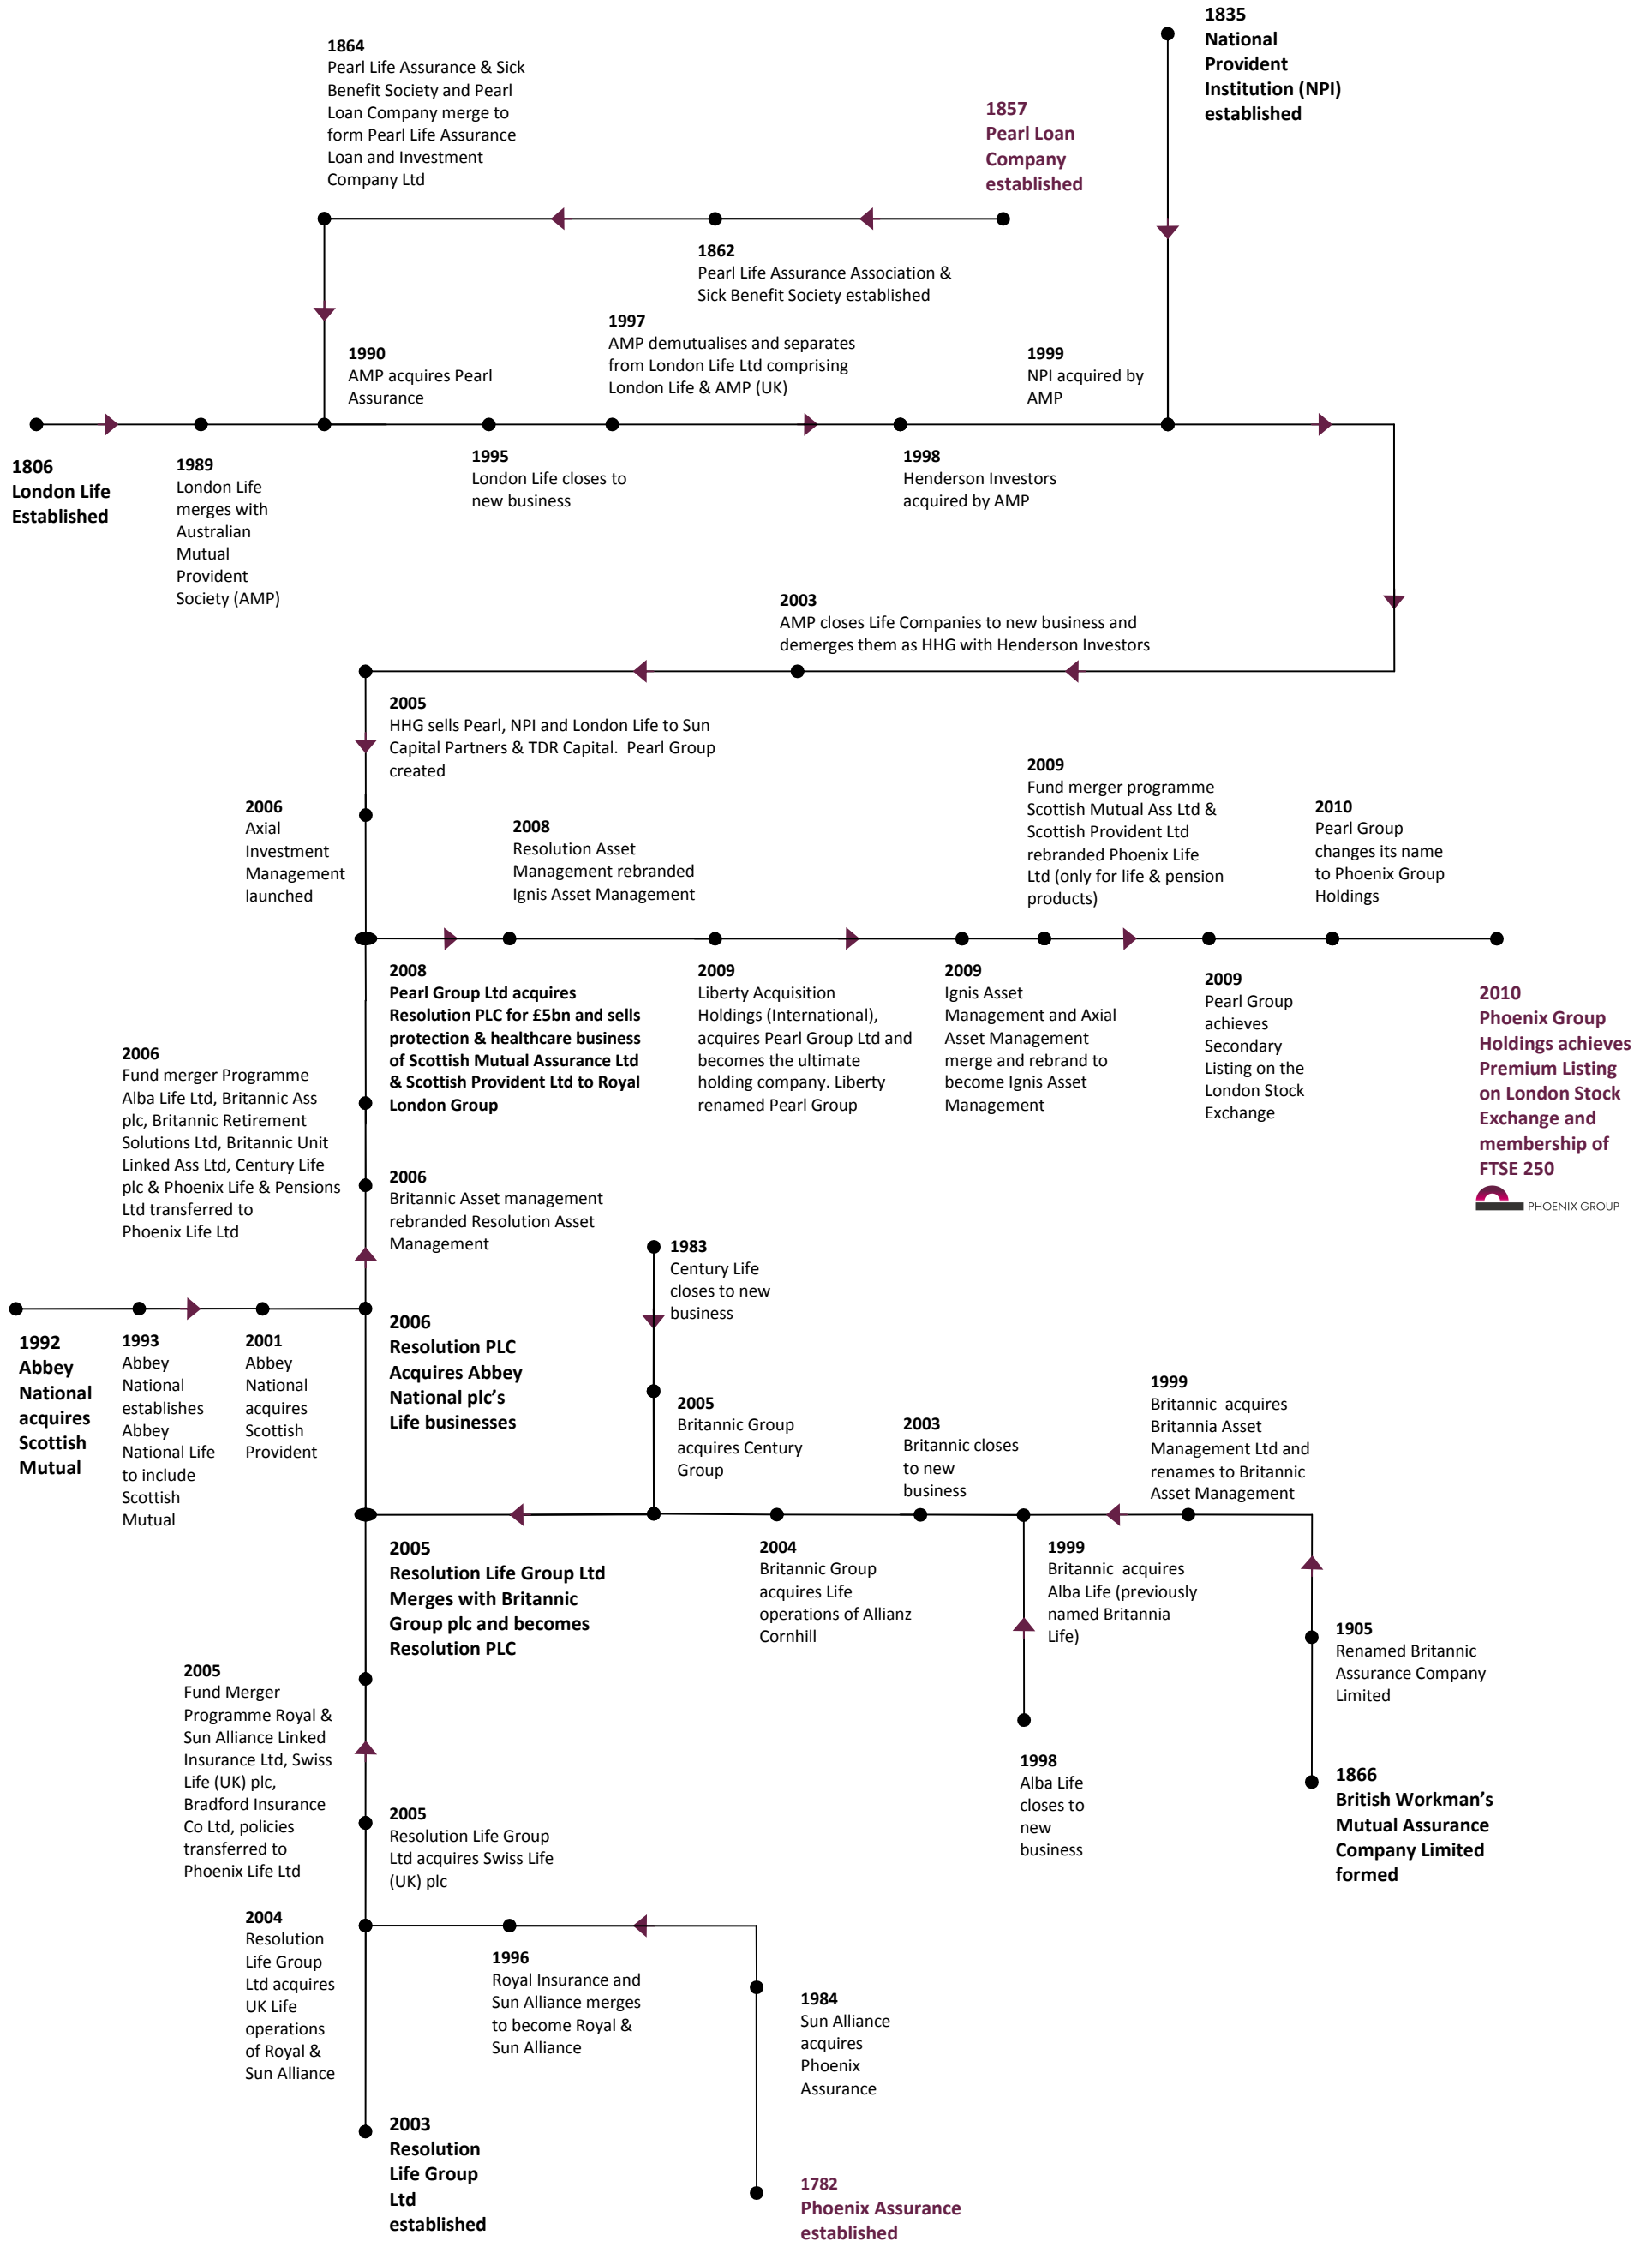 1835
National
Provident
Institution (NPI)
established
1864
Pearl Life Assurance & Sick
Benefit Society and Pearl
Loan Company merge to
form Pearl Life Assurance
Loan and Investment
Company Ltd
1857
Pearl Loan
Company
established
1862
Pearl Life Assurance Association &
Sick Benefit Society established
1997
AMP demutualises and separates
from London Life Ltd comprising
London Life & AMP (UK)
1990
AMP acquires Pearl
Assurance
1999
NPI acquired by
AMP
1806
London Life
Established
1989
London Life
merges with
Australian
Mutual
Provident
Society (AMP)
1995
London Life closes to
new business
1998
Henderson Investors
acquired by AMP
2003
AMP closes Life Companies to new business and
demerges them as HHG with Henderson Investors
2005
HHG sells Pearl, NPI and London Life to Sun
Capital Partners & TDR Capital.  Pearl Group
created
2006
Axial
Investment
Management
launched
2008
Resolution Asset
Management rebranded
Ignis Asset Management
2009
Fund merger programme
Scottish Mutual Ass Ltd &
Scottish Provident Ltd
rebranded Phoenix Life
Ltd (only for life & pension
products)
2010
Pearl Group
changes its name
to Phoenix Group
Holdings
2008
Pearl Group Ltd acquires
Resolution PLC for £5bn and sells
protection & healthcare business
of Scottish Mutual Assurance Ltd
& Scottish Provident Ltd to Royal
London Group
2009
Liberty Acquisition
Holdings (International),
acquires Pearl Group Ltd and
becomes the ultimate
holding company. Liberty
renamed Pearl Group
2009
Ignis Asset
Management and Axial
Asset Management
merge and rebrand to
become Ignis Asset
Management
2009
Pearl Group
achieves
Secondary
Listing on the
London Stock
Exchange
2010
Phoenix Group
Holdings achieves
Premium Listing
on London Stock
Exchange and
membership of
FTSE 250
PHOENIX GROUP
2006
Fund merger Programme
Alba Life Ltd, Britannic Ass
plc, Britannic Retirement
Solutions Ltd, Britannic Unit
Linked Ass Ltd, Century Life
plc & Phoenix Life & Pensions
Ltd transferred to
Phoenix Life Ltd
2006
Britannic Asset management
rebranded Resolution Asset
Management
1983
Century Life
closes to new
business
1992
Abbey
National
acquires
Scottish
Mutual
1993
Abbey
National
establishes
Abbey
National Life
to include
Scottish
Mutual
2001
Abbey
National
acquires
Scottish
Provident
2006
Resolution PLC
Acquires Abbey
National plc’s
Life businesses
2005
Britannic Group
acquires Century
Group
2003
Britannic closes
to new
business
1999
Britannic  acquires
Britannia Asset
Management Ltd and
renames to Britannic
Asset Management
2005
Resolution Life Group Ltd
Merges with Britannic
Group plc and becomes
Resolution PLC
2004
Britannic Group
acquires Life
operations of Allianz
Cornhill
1999
Britannic  acquires
Alba Life (previously
named Britannia
Life)
1905
Renamed Britannic
Assurance Company
Limited
2005
Fund Merger
Programme Royal &
Sun Alliance Linked
Insurance Ltd, Swiss
Life (UK) plc,
Bradford Insurance
Co Ltd, policies
transferred to
Phoenix Life Ltd
1998
Alba Life
closes to
new
business
1866
British Workman’s
Mutual Assurance
Company Limited
formed
2005
Resolution Life Group
Ltd acquires Swiss Life
(UK) plc
2004
Resolution
Life Group
Ltd acquires
UK Life
operations
of Royal &
Sun Alliance
1996
Royal Insurance and
Sun Alliance merges
to become Royal &
Sun Alliance
1984
Sun Alliance
acquires
Phoenix
Assurance
2003
Resolution
Life Group
Ltd
established
1782
Phoenix Assurance
established